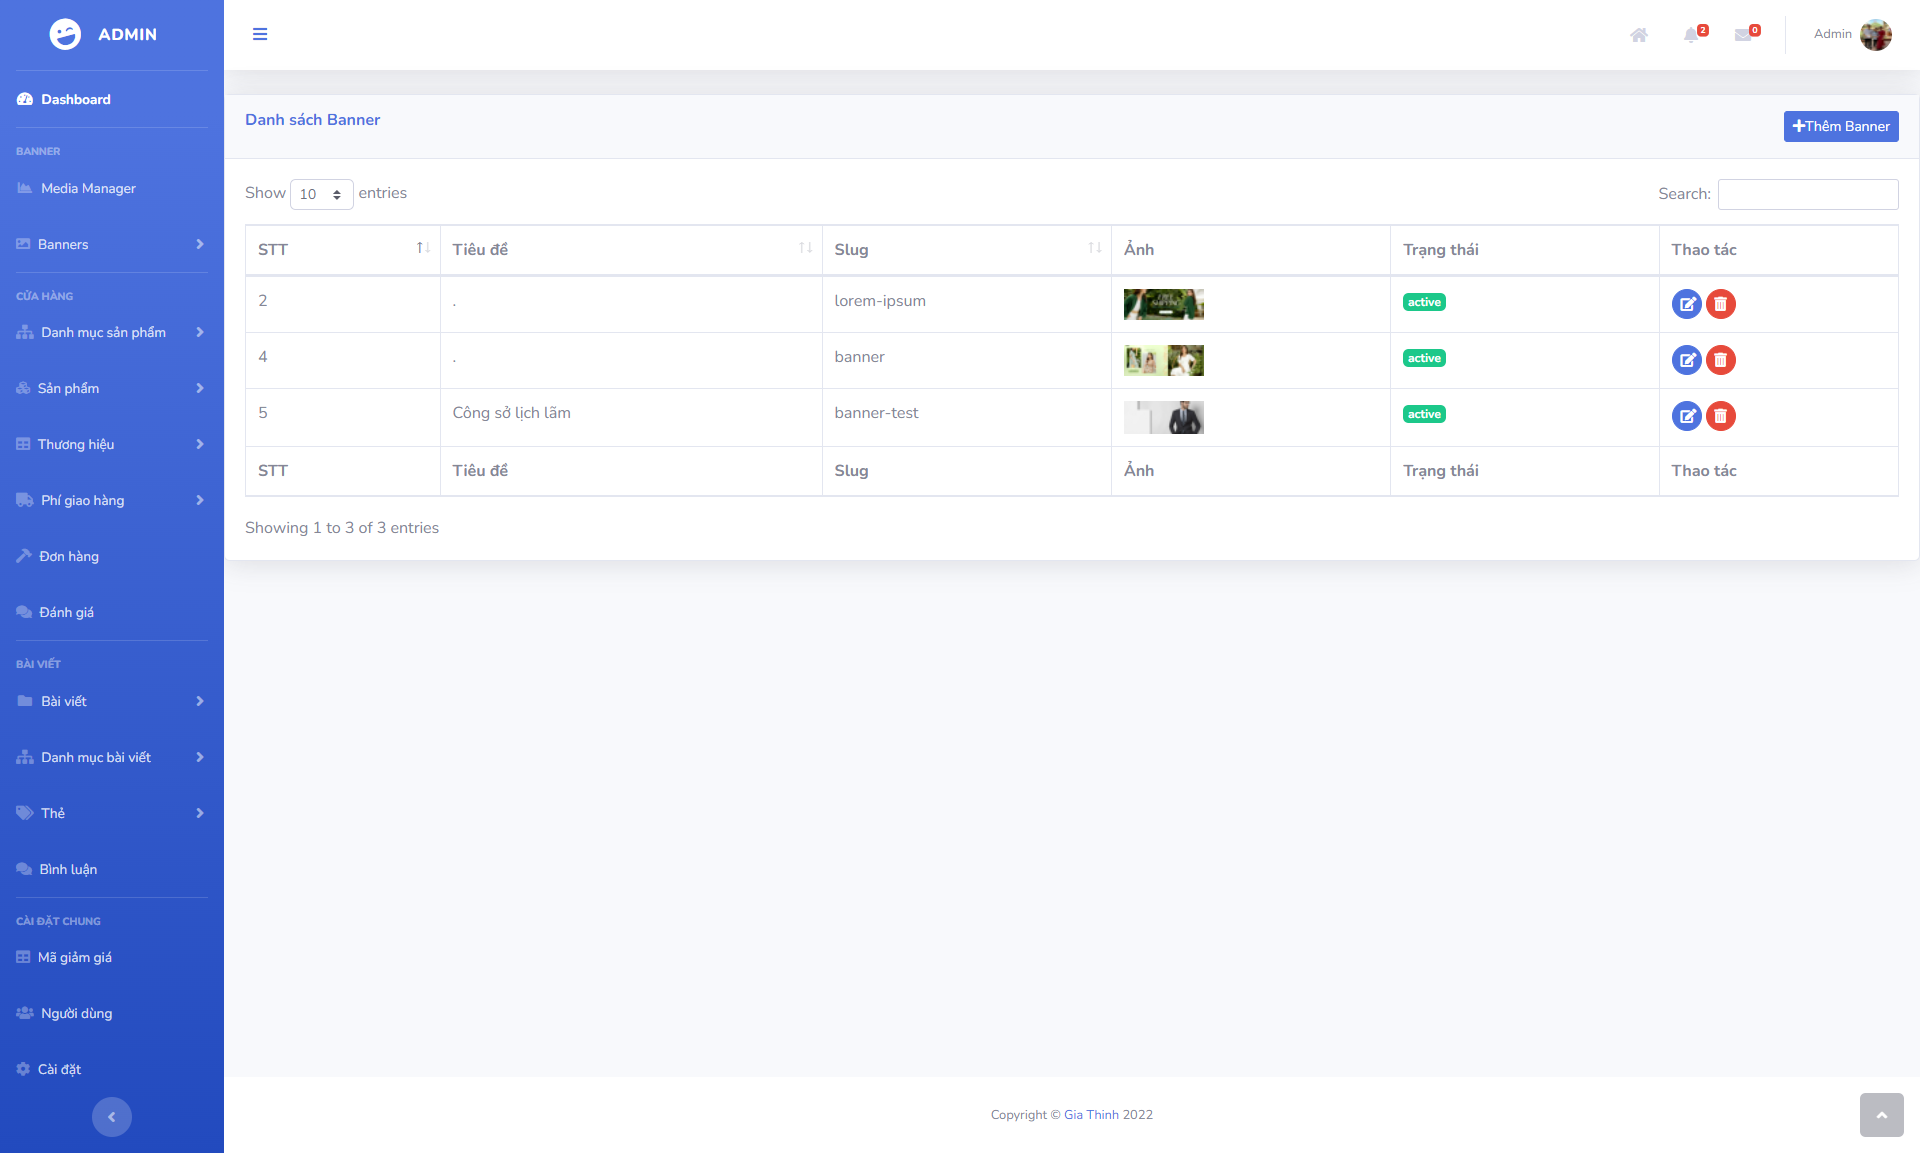 ADMIN
2
0
Admin
Dashboard
Danh sách Banner
Thêm Banner
BANNER
Media Manager
Banners
CỬA HÀNG
Danh mục sản phẩm
Sản phẩm
Thương hiệu
Phí giao hàng
Đơn hàng
Đánh giá
BÀI VIẾT
Bài viết
Danh mục bài viết
Thẻ
Bình luận
CÀI ĐẶT CHUNG
Mã giảm giá
Người dùng
Cài đặt
Show 10 entries
Search:
STT Tiêu đề Slug Ảnh Trạng thái Thao tác
2 . lorem-ipsum active
4 . banner active
5 Công sở lịch lãm banner-test active
STT Tiêu đề Slug Ảnh Trạng thái Thao tác
Showing 1 to 3 of 3 entries
Copyright © Gia Thinh 2022